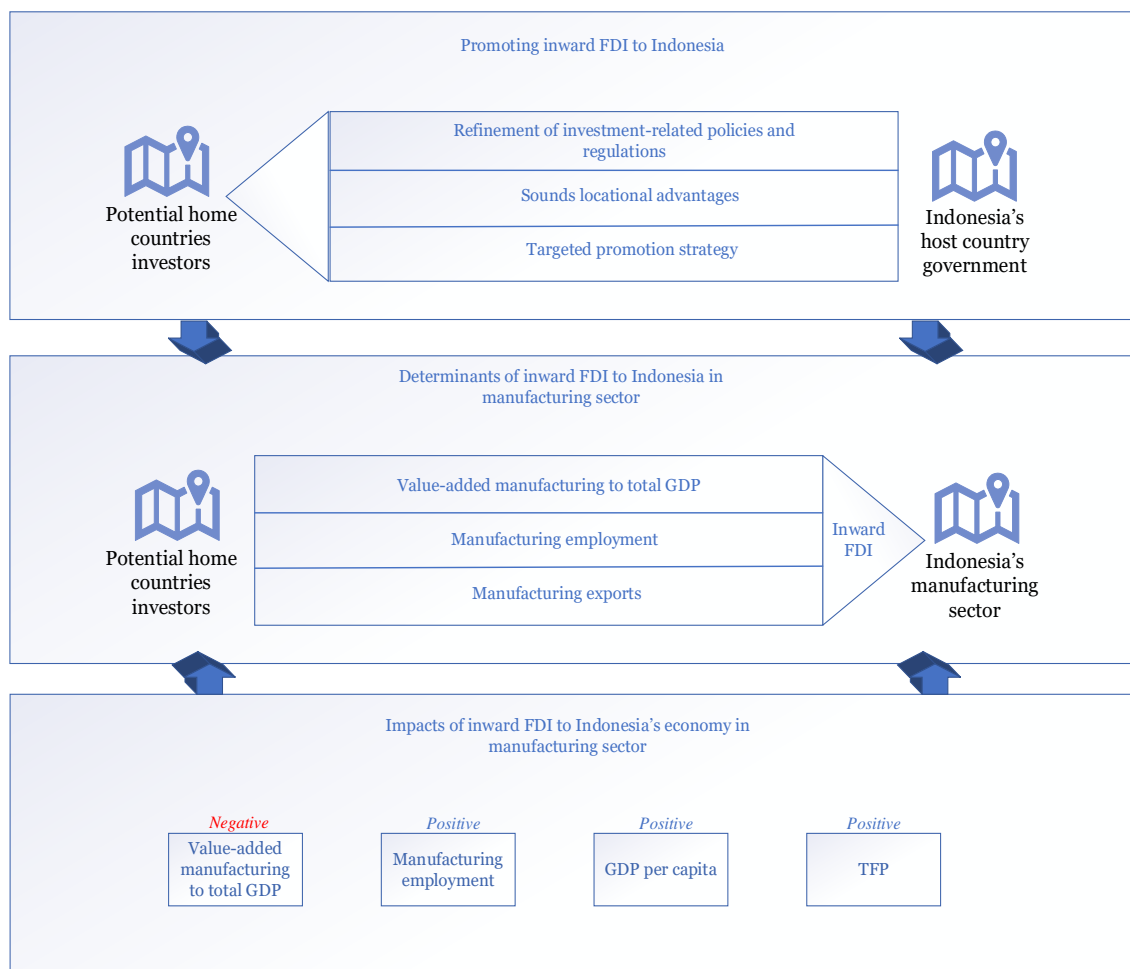 Promoting inward FDI to Indonesia
Refinement of investment-related policies and
regulations
Sounds locational advantages
Targeted promotion strategy
Potential home
countries
investors
Indonesia's
host country
government
Determinants of inward FDI to Indonesia in
manufacturing sector
Value-added manufacturing to total GDP
Manufacturing employment
Manufacturing exports
Inward
FDI
Potential home
countries
investors
Indonesia's
manufacturing
sector
Impacts of inward FDI to Indonesia's economy in
manufacturing sector
Negative
Value-added
manufacturing
to total GDP
Positive
Manufacturing
employment
Positive
GDP per capita
Positive
TFP